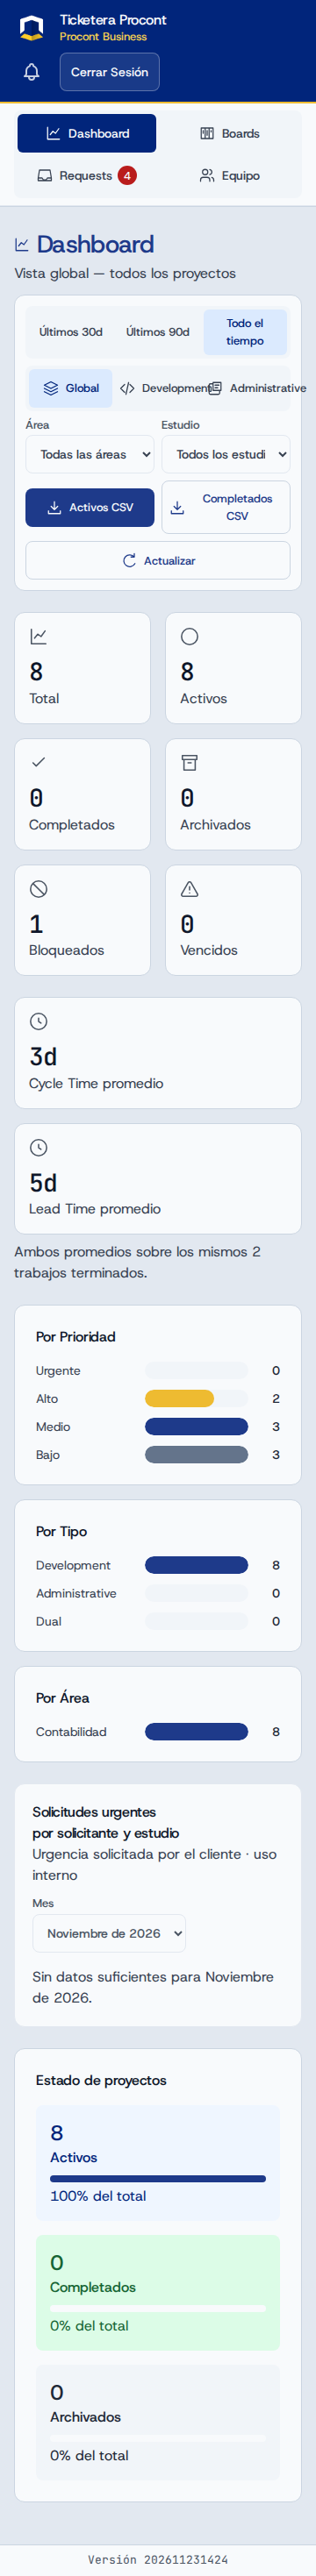 Ticketera Procont
Procont Business
Cerrar Sesión
Dashboard
Boards
Requests 4
Equipo
Dashboard
Vista global — todos los proyectos
Últimos 30d
Últimos 90d
Todo el
tiempo
Global
Development
Administrative
Área
Estudio
Todas las áreas
Todos los estudi
Activos CSV
Completados
CSV
Actualizar
8
Total
8
Activos
0
Completados
0
Archivados
1
Bloqueados
0
Vencidos
3d
Cycle Time promedio
5d
Lead Time promedio
Ambos promedios sobre los mismos 2
trabajos terminados.
Por Prioridad
Urgente 0
Alto 2
Medio 3
Bajo 3
Por Tipo
Development 8
Administrative 0
Dual 0
Por Área
Contabilidad 8
Solicitudes urgentes
por solicitante y estudio
Urgencia solicitada por el cliente · uso
interno
Mes
Noviembre de 2026
Sin datos suficientes para Noviembre
de 2026.
Estado de proyectos
8
Activos
100% del total
0
Completados
0% del total
0
Archivados
0% del total
Versión 202611231424